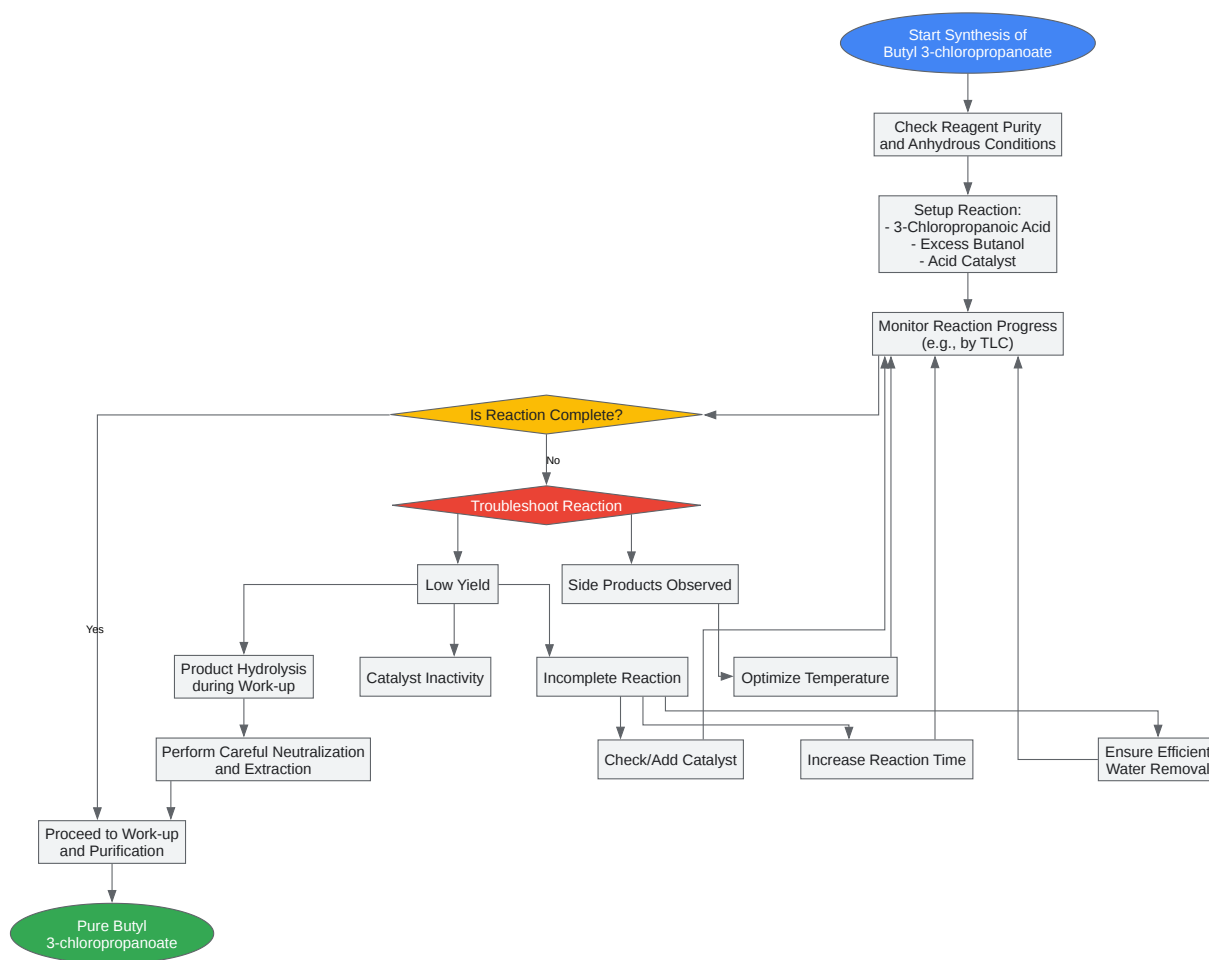 Start Synthesis of
Butyl 3-chloropropanoate
Check Reagent Purity
and Anhydrous Conditions
Setup Reaction:
- 3-Chloropropanoic Acid
- Excess Butanol
- Acid Catalyst
Monitor Reaction Progress
(e.g., by TLC)
Is Reaction Complete?
No
Troubleshoot Reaction
Low Yield
Side Products Observed
Yes
Product Hydrolysis
during Work-up
Catalyst Inactivity
Incomplete Reaction
Optimize Temperature
Perform Careful Neutralization
and Extraction
Check/Add Catalyst
Increase Reaction Time
Ensure Efficient
Water Removal
Proceed to Work-up
and Purification
Pure Butyl
3-chloropropanoate